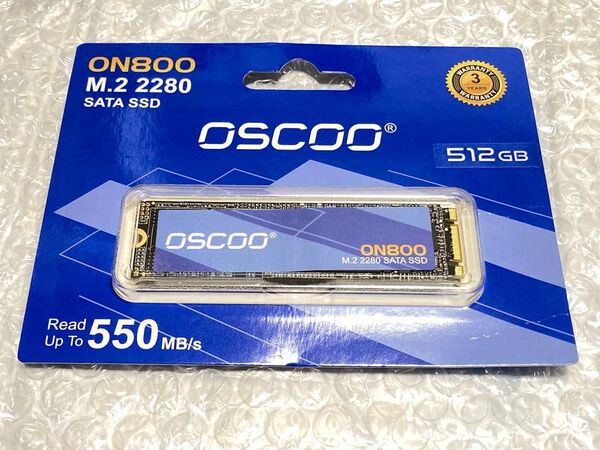 ON800
M.2 2280
SATA SSD
WARRANTY
3
YEARS
WARRANTY
OSCOO®
512GB
OSCOO®
ON800
M.2 2280 SATA SSD
Read
Up To 550 MB/s